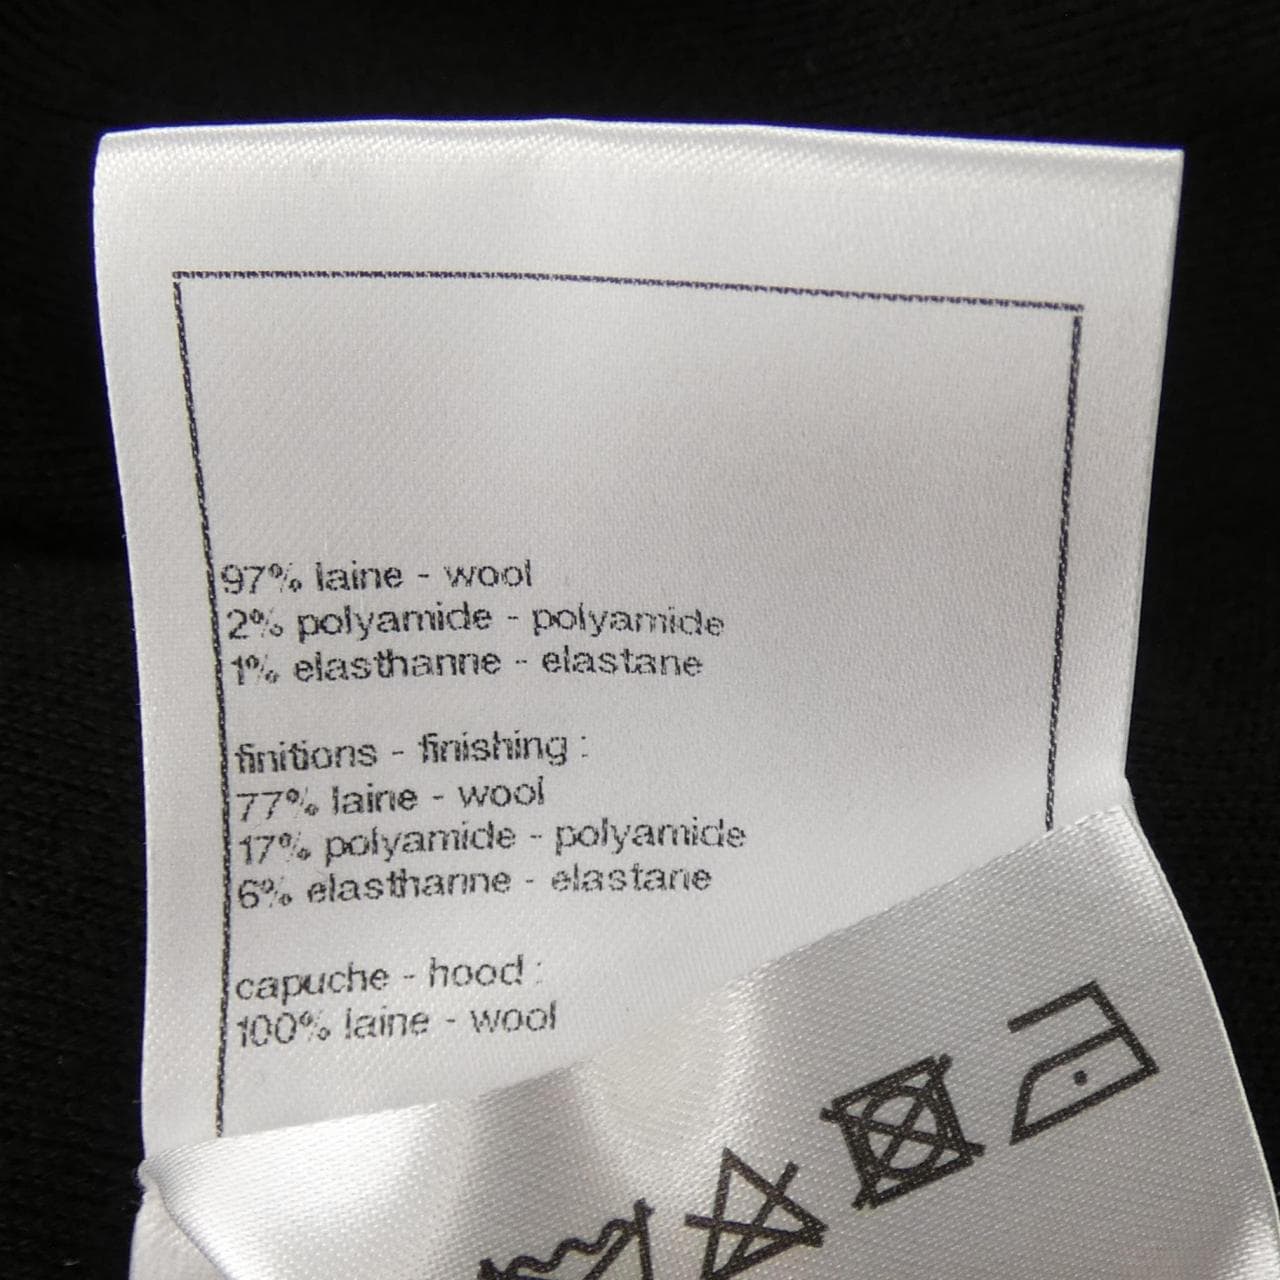 97% laine - wool
2% polyamide - polyamide
1% elasthanne - elastane
finitions - finishing :
77% laine - wool
17% polyamide - polyamide
6% elasthanne - elastane
capuche - hood :
100% laine - wool